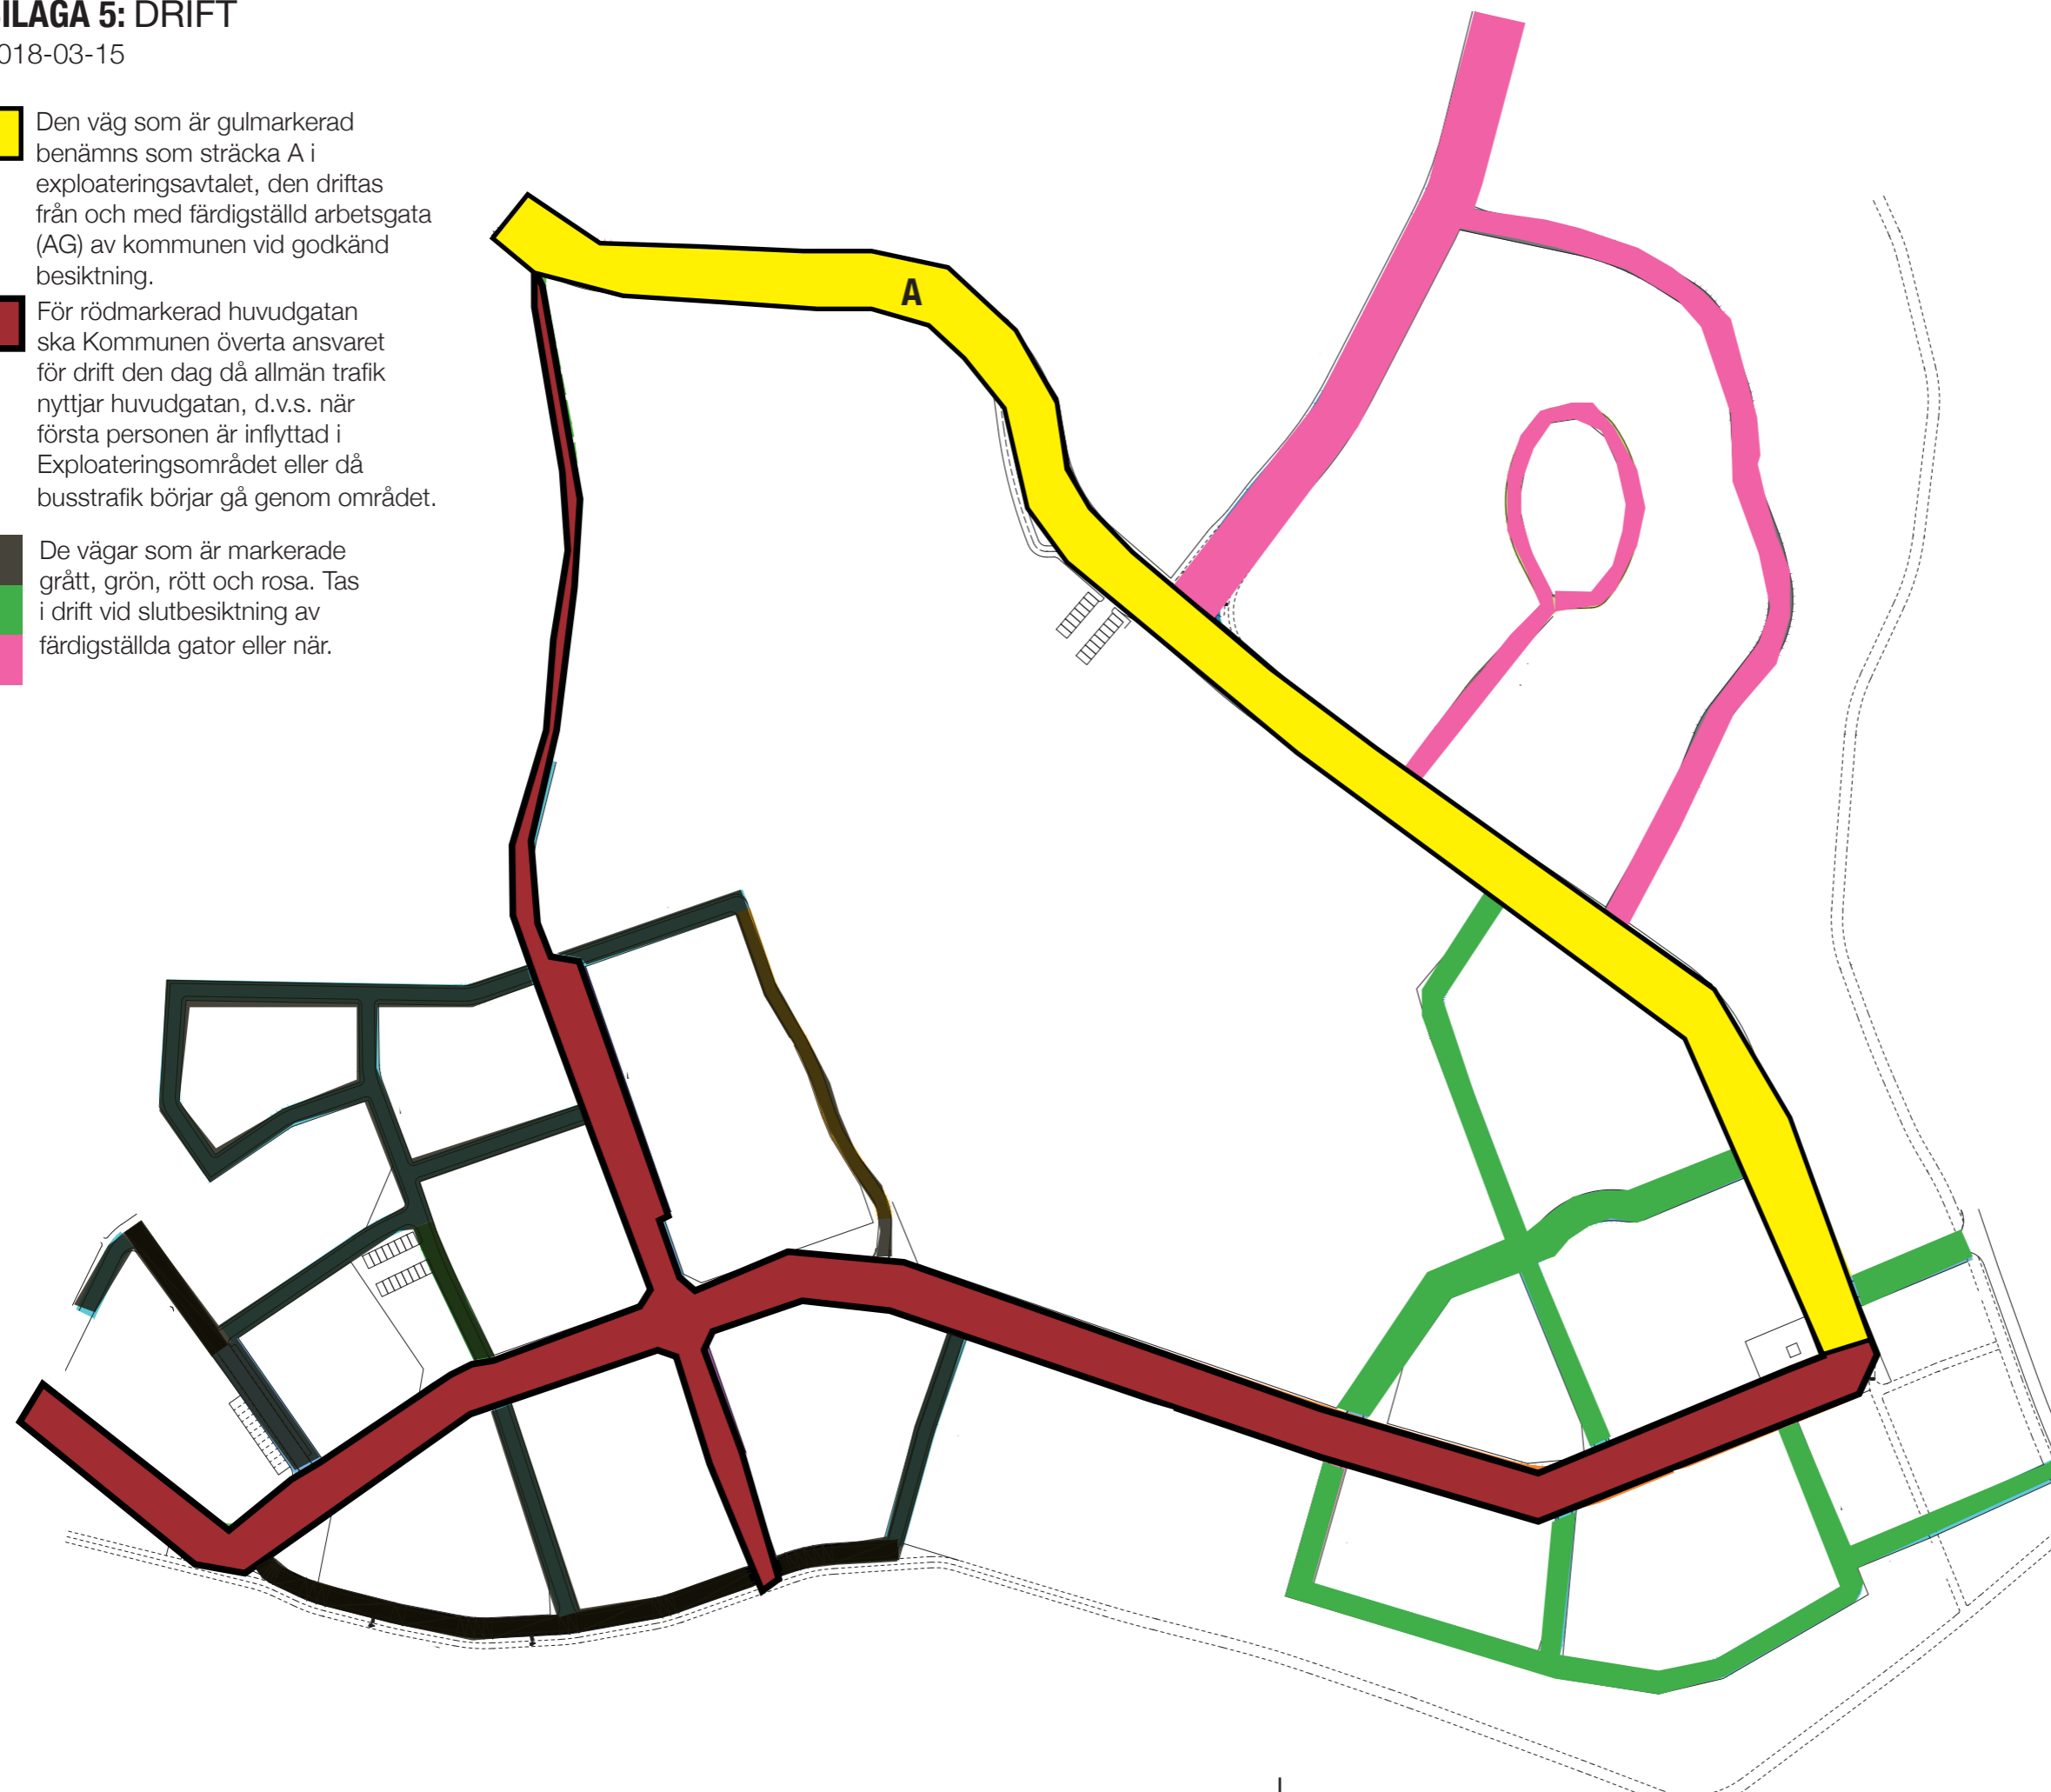 ILAGA 5: DRIFT
018-03-15
Den väg som är gulmarkerad
benämns som sträcka A i
exploateringsavtalet, den driftas
från och med färdigställd arbetsgata
(AG) av kommunen vid godkänd
besiktning.
För rödmarkerad huvudgatan
ska Kommunen överta ansvaret
för drift den dag då allmän trafik
nyttjar huvudgatan, d.v.s. när
första personen är inflyttad i
Exploateringsområdet eller då
busstrafik börjar gå genom området.
De vägar som är markerade
grått, grön, rött och rosa. Tas
i drift vid slutbesiktning av
färdigställda gator eller när.
A